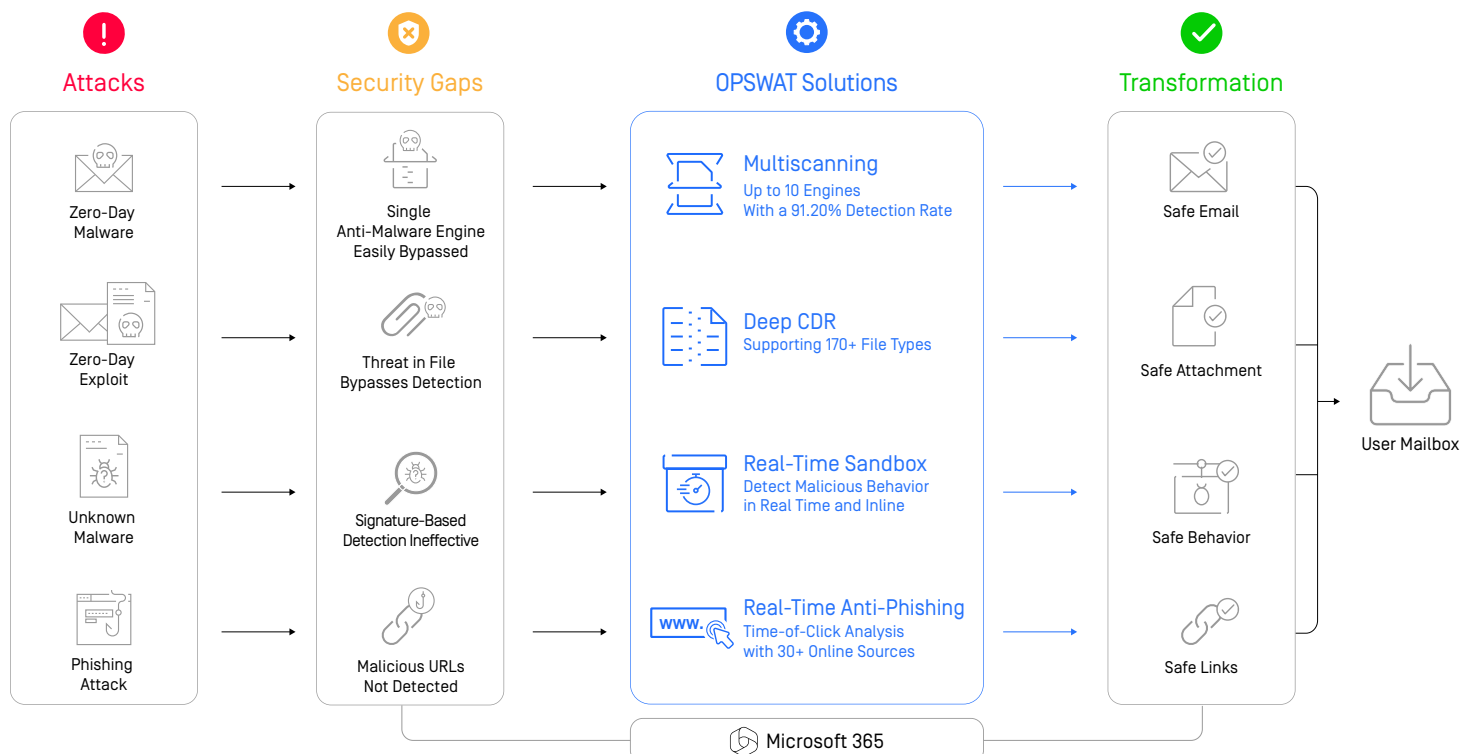 Attacks
Security Gaps
OPSWAT Solutions
Transformation
Zero-Day
Malware
Single
Anti-Malware Engine
Easily Bypassed
Multiscanning
Up to 10 Engines
With a 91.20% Detection Rate
Safe Email
Zero-Day
Exploit
Threat in File
Bypasses Detection
Deep CDR
Supporting 170+ File Types
Safe Attachment
User Mailbox
Unknown
Malware
Signature-Based
Detection Ineffective
Real-Time Sandbox
Detect Malicious Behavior
in Real Time and Inline
Safe Behavior
Phishing
Attack
Malicious URLs
Not Detected
www.
Real-Time Anti-Phishing
Time-of-Click Analysis
with 30+ Online Sources
Safe Links
Microsoft 365